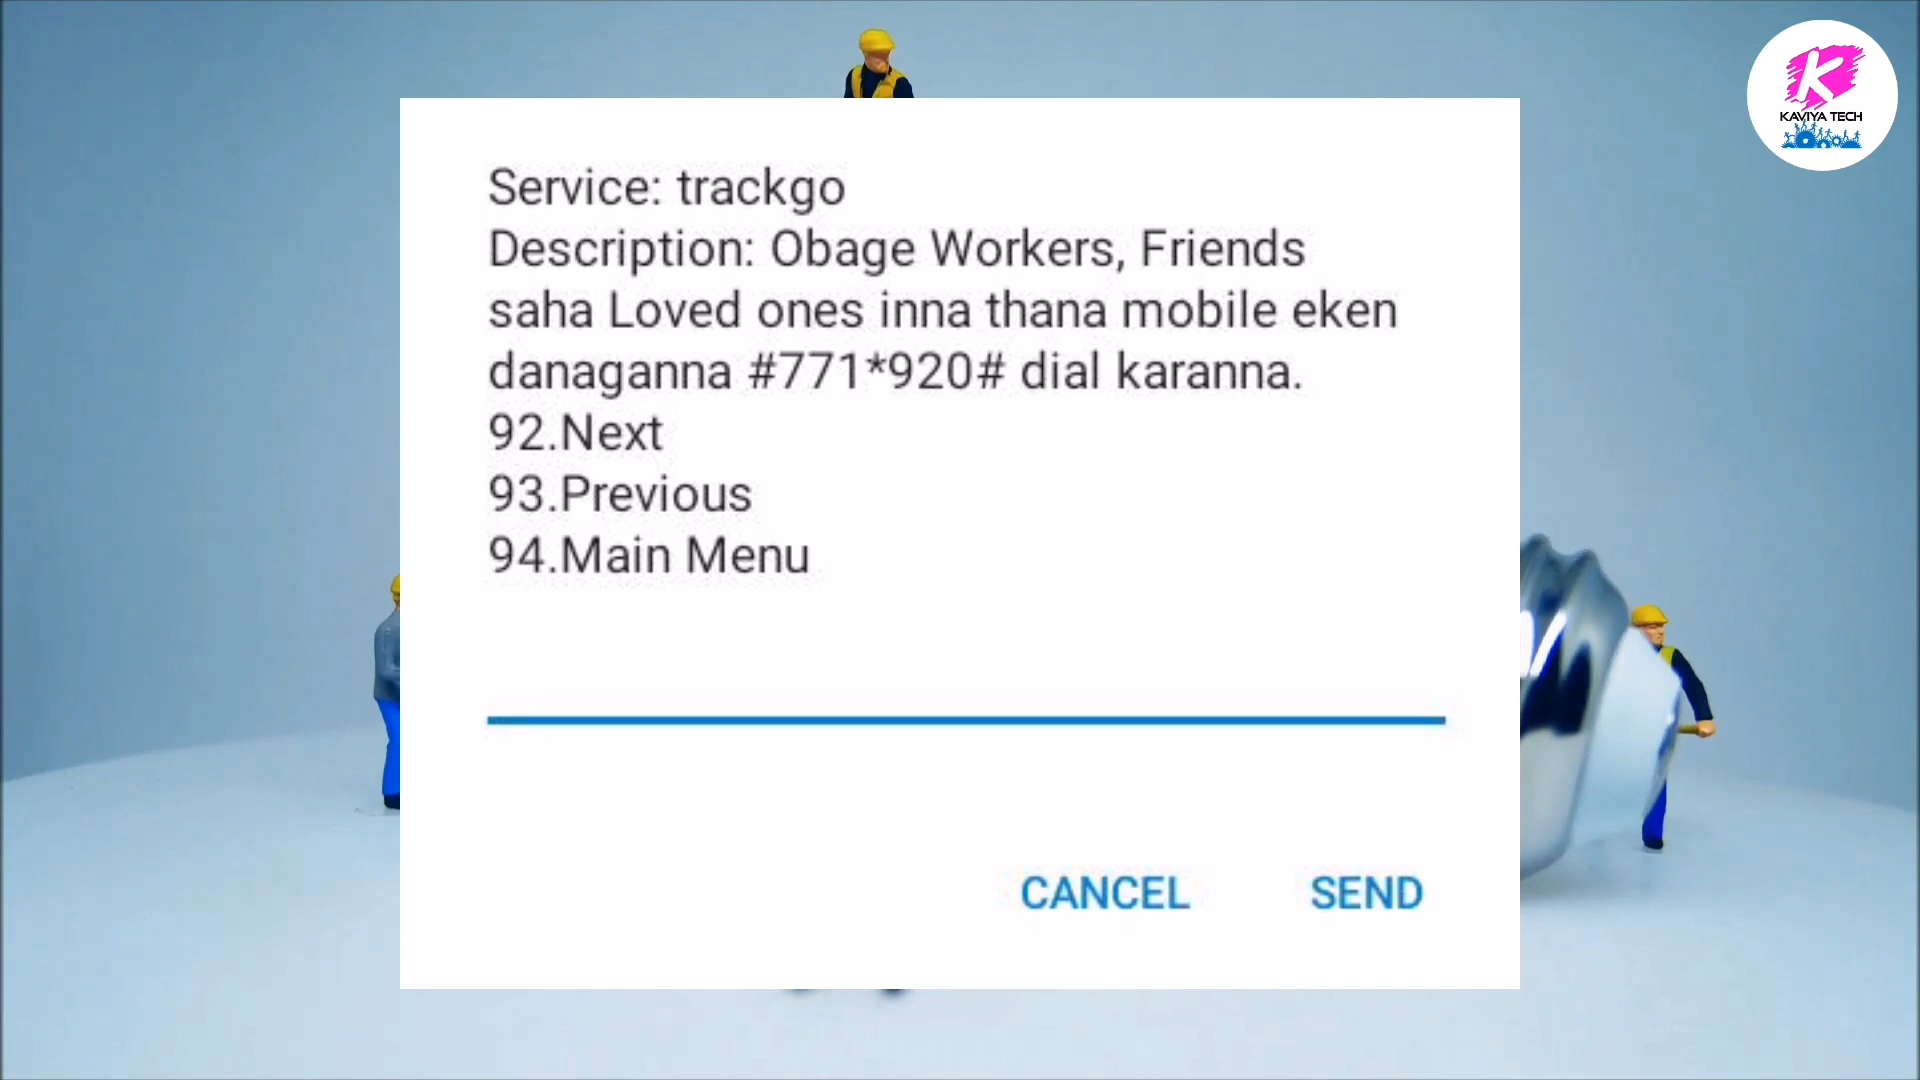 Service: trackgo
Description: Obage Workers, Friends
saha Loved ones inna thana mobile eken
danaganna #771*920# dial karanna.
92.Next
93.Previous
94.Main Menu
CANCEL SEND
K
KAVIYA TECH